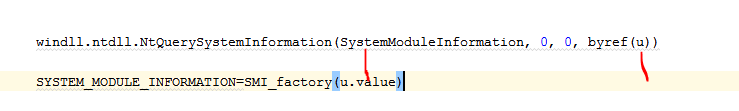 windll.ntdll.NtQuerySystemInformation(SystemModuleInformation, 0, 0, byref(u))
SYSTEM_MODULE_INFORMATION=SMI_factory(u.value)